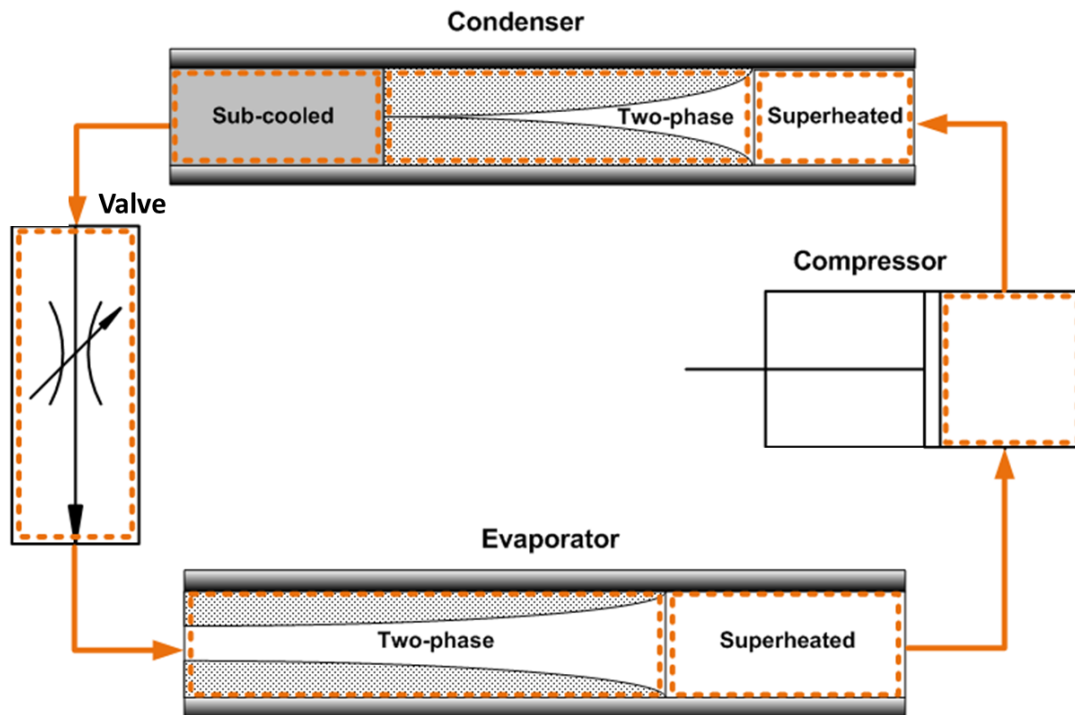 Condenser
Sub-cooled
Two-phase
Superheated
Valve
Compressor
Evaporator
Two-phase
Superheated